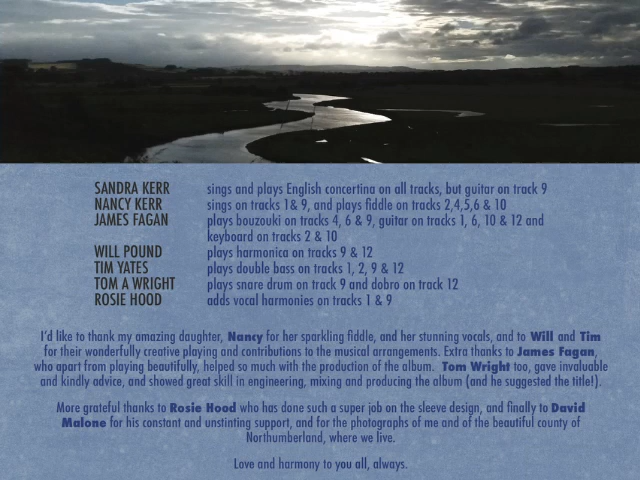 SANDRA KERR sings and plays English concertina on all tracks, but guitar on track 9
NANCY KERR sings on tracks 1& 9, and plays fiddle on tracks 2,4,5,6 & 10
JAMES FAGAN plays bouzouki on tracks 4, 6 & 9, guitar on tracks 1, 6, 10 & 12 and
keyboard on tracks 2 & 10
WILL POUND plays harmonica on tracks 9 & 12
TIM YATES plays double bass on tracks 1, 2, 9 & 12
TOM A WRIGHT plays snare drum on track 9 and dobro on track 12
ROSIE HOOD adds vocal harmonies on tracks 1 & 9
I'd like to thank my amazing daughter, Nancy for her sparkling fiddle, and her stunning vocals, and to Will and Tim
for their wonderfully creative playing and contributions to the musical arrangements. Extra thanks to James Fagan,
who apart from playing beautifully, helped so much with the production of the album. Tom Wright too, gave invaluable
and kindly advice, and showed great skill in engineering, mixing and producing the album (and he suggested the title!).
More grateful thanks to Rosie Hood who has done such a super job on the sleeve design, and finally to David
Malone for his constant and unstinting support, and for the photographs of me and of the beautiful county of
Northumberland, where we live.
Love and harmony to you all, always.